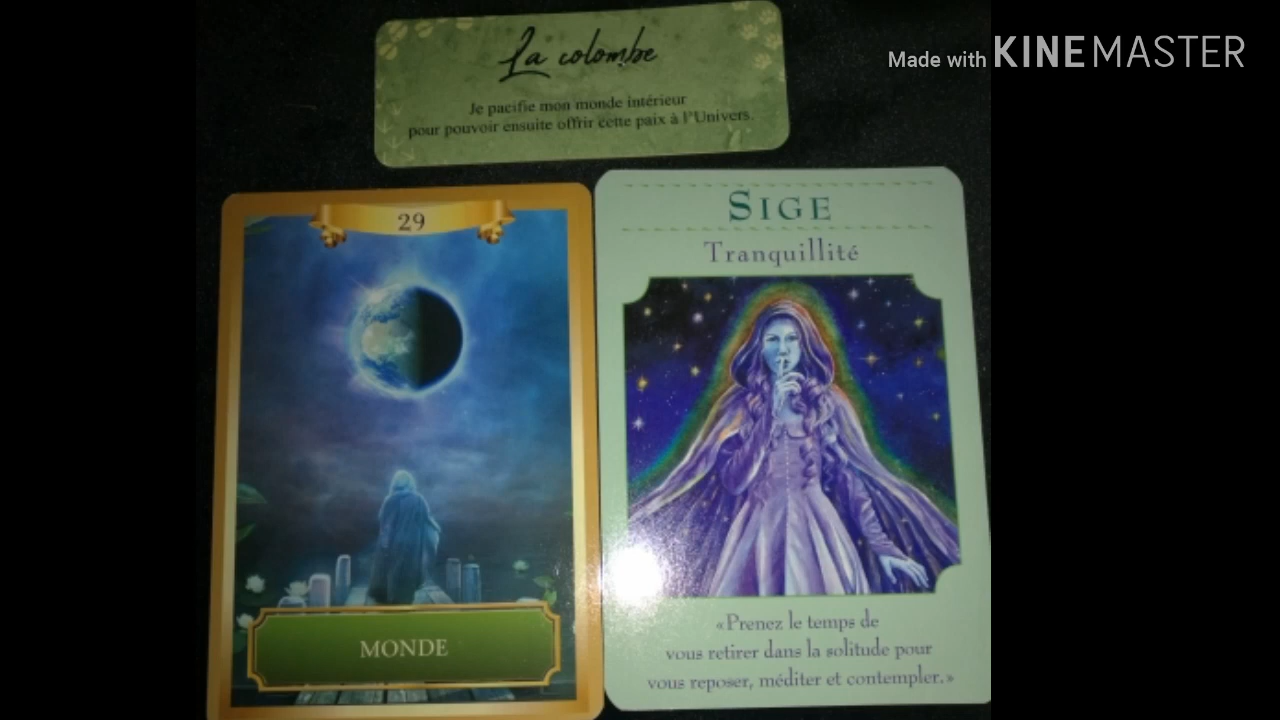 La colombe
Je pacifie mon monde intérieur
pour pouvoir ensuite offrir cette paix à l'Univers.
Made with KINEMASTER
29
MONDE
SIGE
Tranquillité
«Prenez le temps de
vous retirer dans la solitude pour
vous reposer, méditer et contempler.»